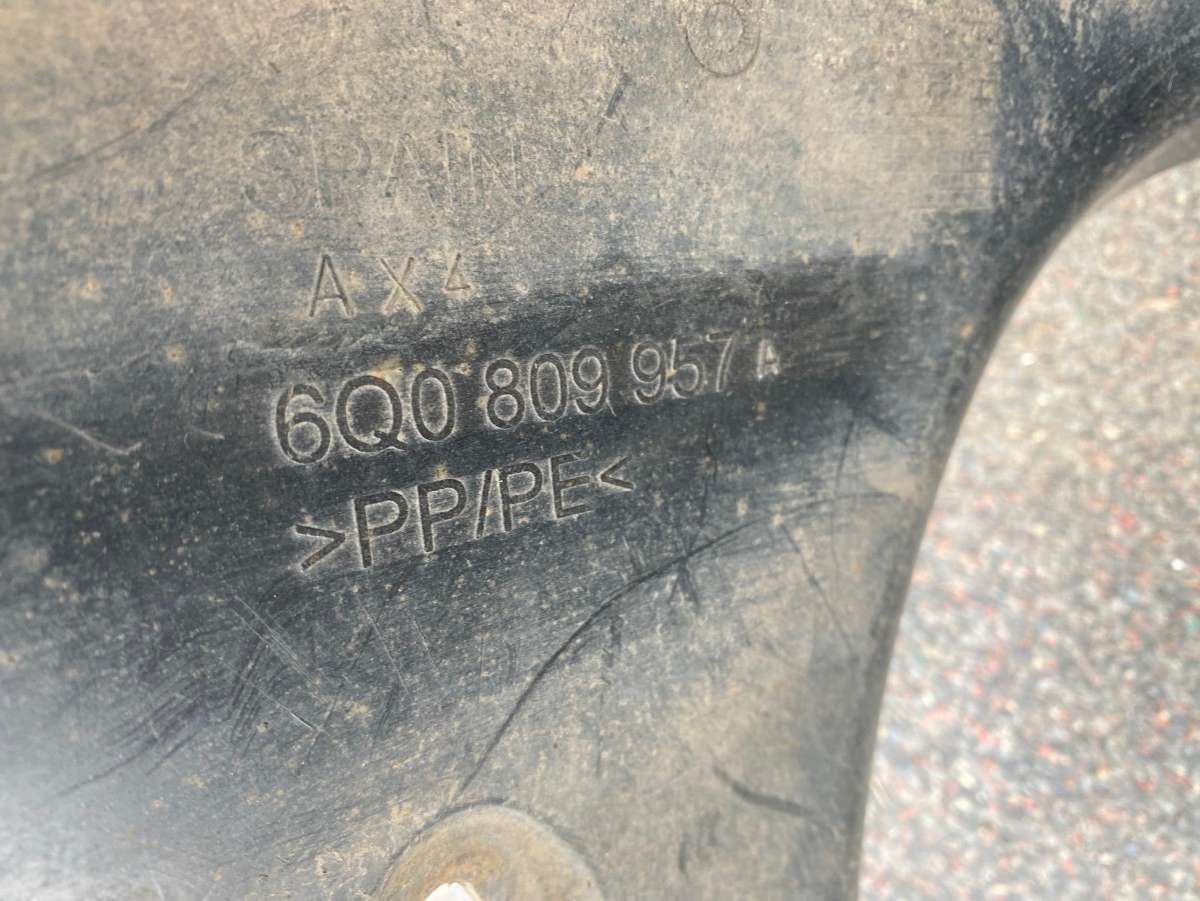 SPAIN
AX4
6Q0 809 957 A
>PP/PE<